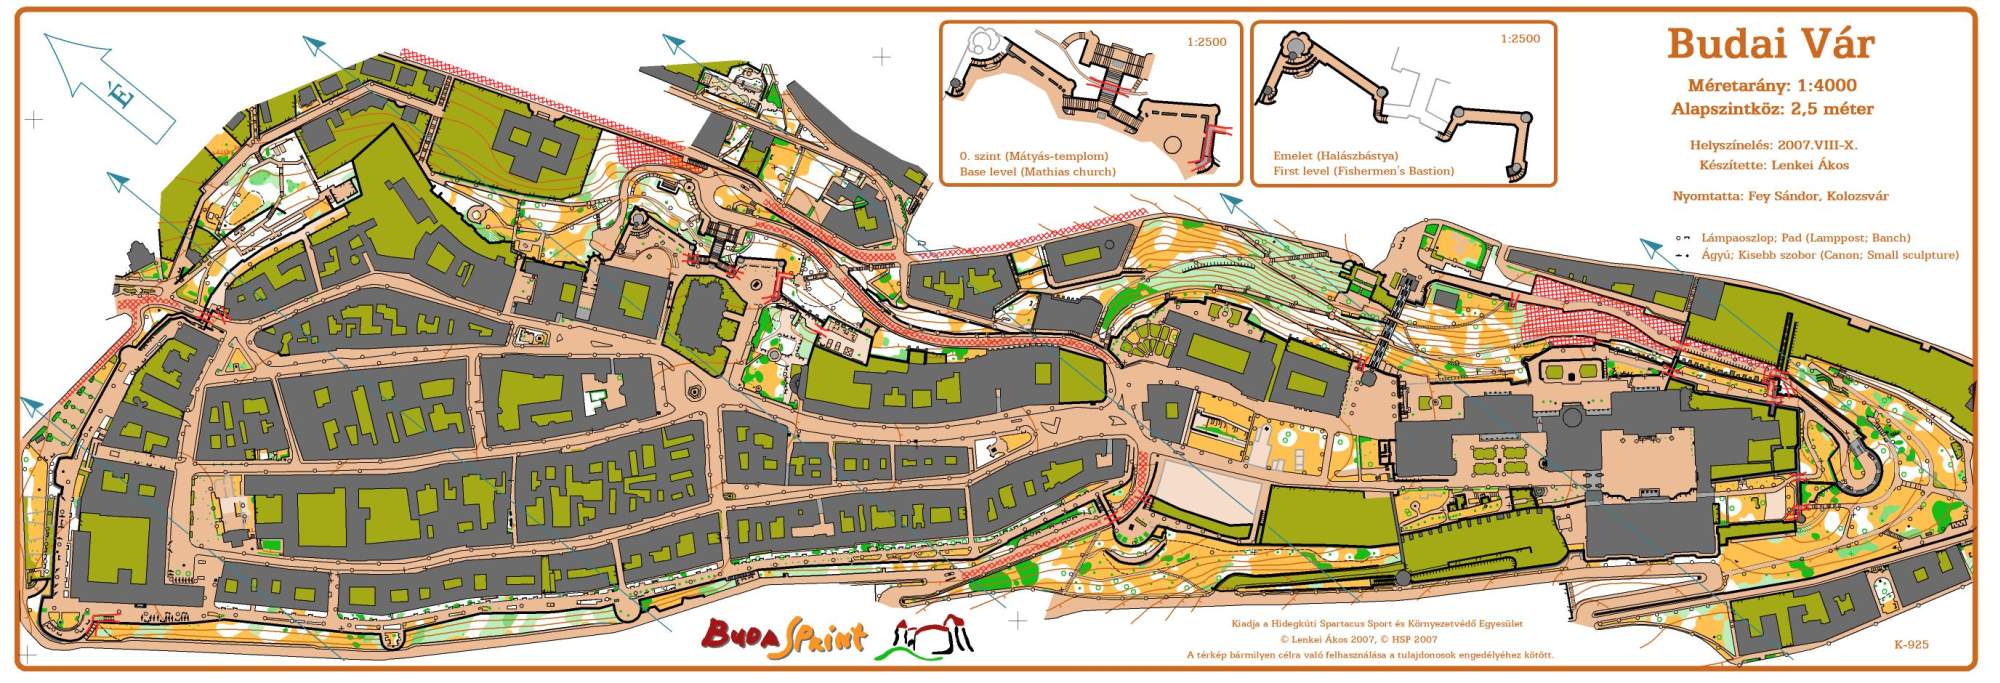 É
1:2500
0. szint (Mátyás-templom)
Base level (Mathias church)
1:2500
Emelet (Halászbástya)
First level (Fishermen's Bastion)
Budai Vár
Méretarány: 1:4000
Alapszintköz: 2,5 méter
Helyszínelés: 2007.VIII-X.
Készítette: Lenkei Ákos
Nyomtatta: Fey Sándor, Kolozsvár
Lámpaoszlop; Pad (Lamppost; Banch)
Ágyú; Kisebb szobor (Canon; Small sculpture)
BUDA SPRINT
Kiadja a Hidegkúti Spartacus Sport és Környezetvédő Egyesület
© Lenkei Ákos 2007, © HSP 2007
A térkép bármilyen célra való felhasználása a tulajdonosok engedélyéhez kötött.
K-925